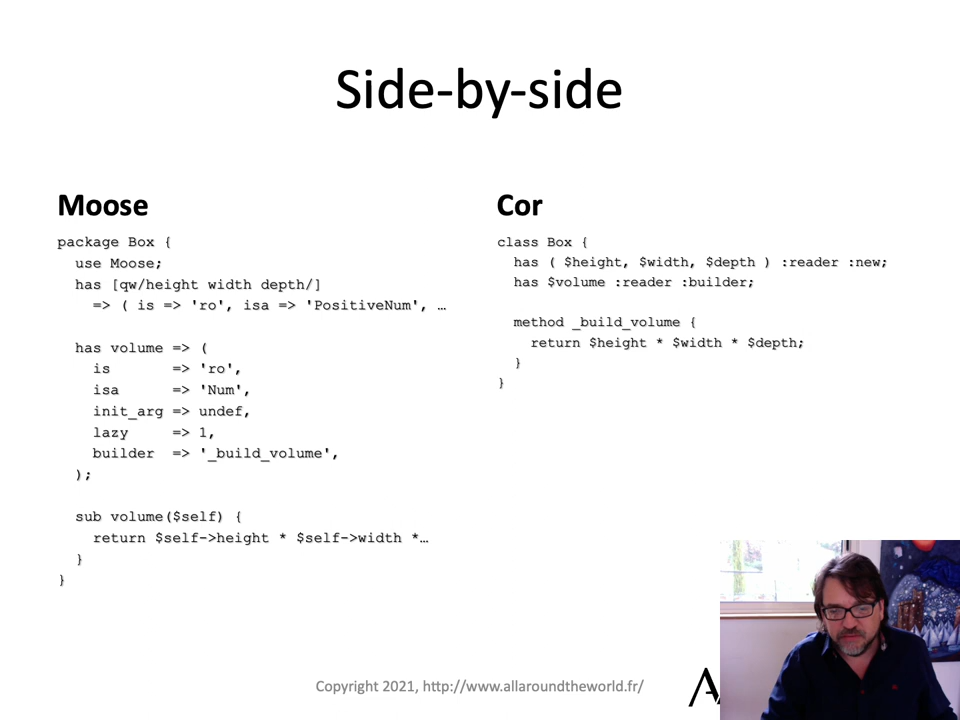 Side-by-side
Moose
package Box {
use Moose;
has [qw/height width depth/]
=> ( is => 'ro', isa => 'PositiveNum', …
has volume => (
is => 'ro',
isa => 'Num',
init_arg => undef,
lazy => 1,
builder => '_build_volume',
);
sub volume($self) {
return $self->height * $self->width *…
}
}
Cor
class Box {
has ( $height, $width, $depth ) :reader :new;
has $volume :reader :builder;
method _build_volume {
return $height * $width * $depth;
}
}
Copyright 2021, http://www.allaroundtheworld.fr/